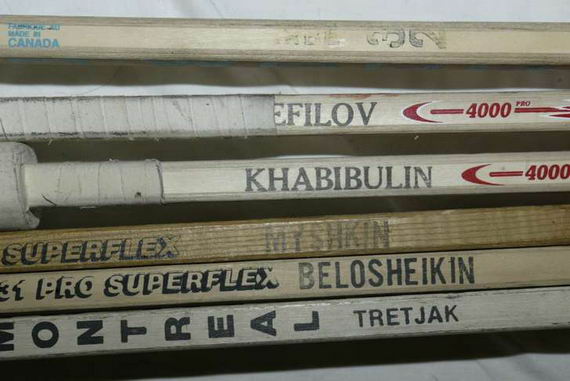 FABRIQUÉ AU
MADE IN
CANADA
EFILOV 4000 PRO
KHABIBULIN 4000
SUPERFLEX MYSHKIN
31 PRO SUPERFLEX BELOSHEIKIN
MONTREAL TRETJAK